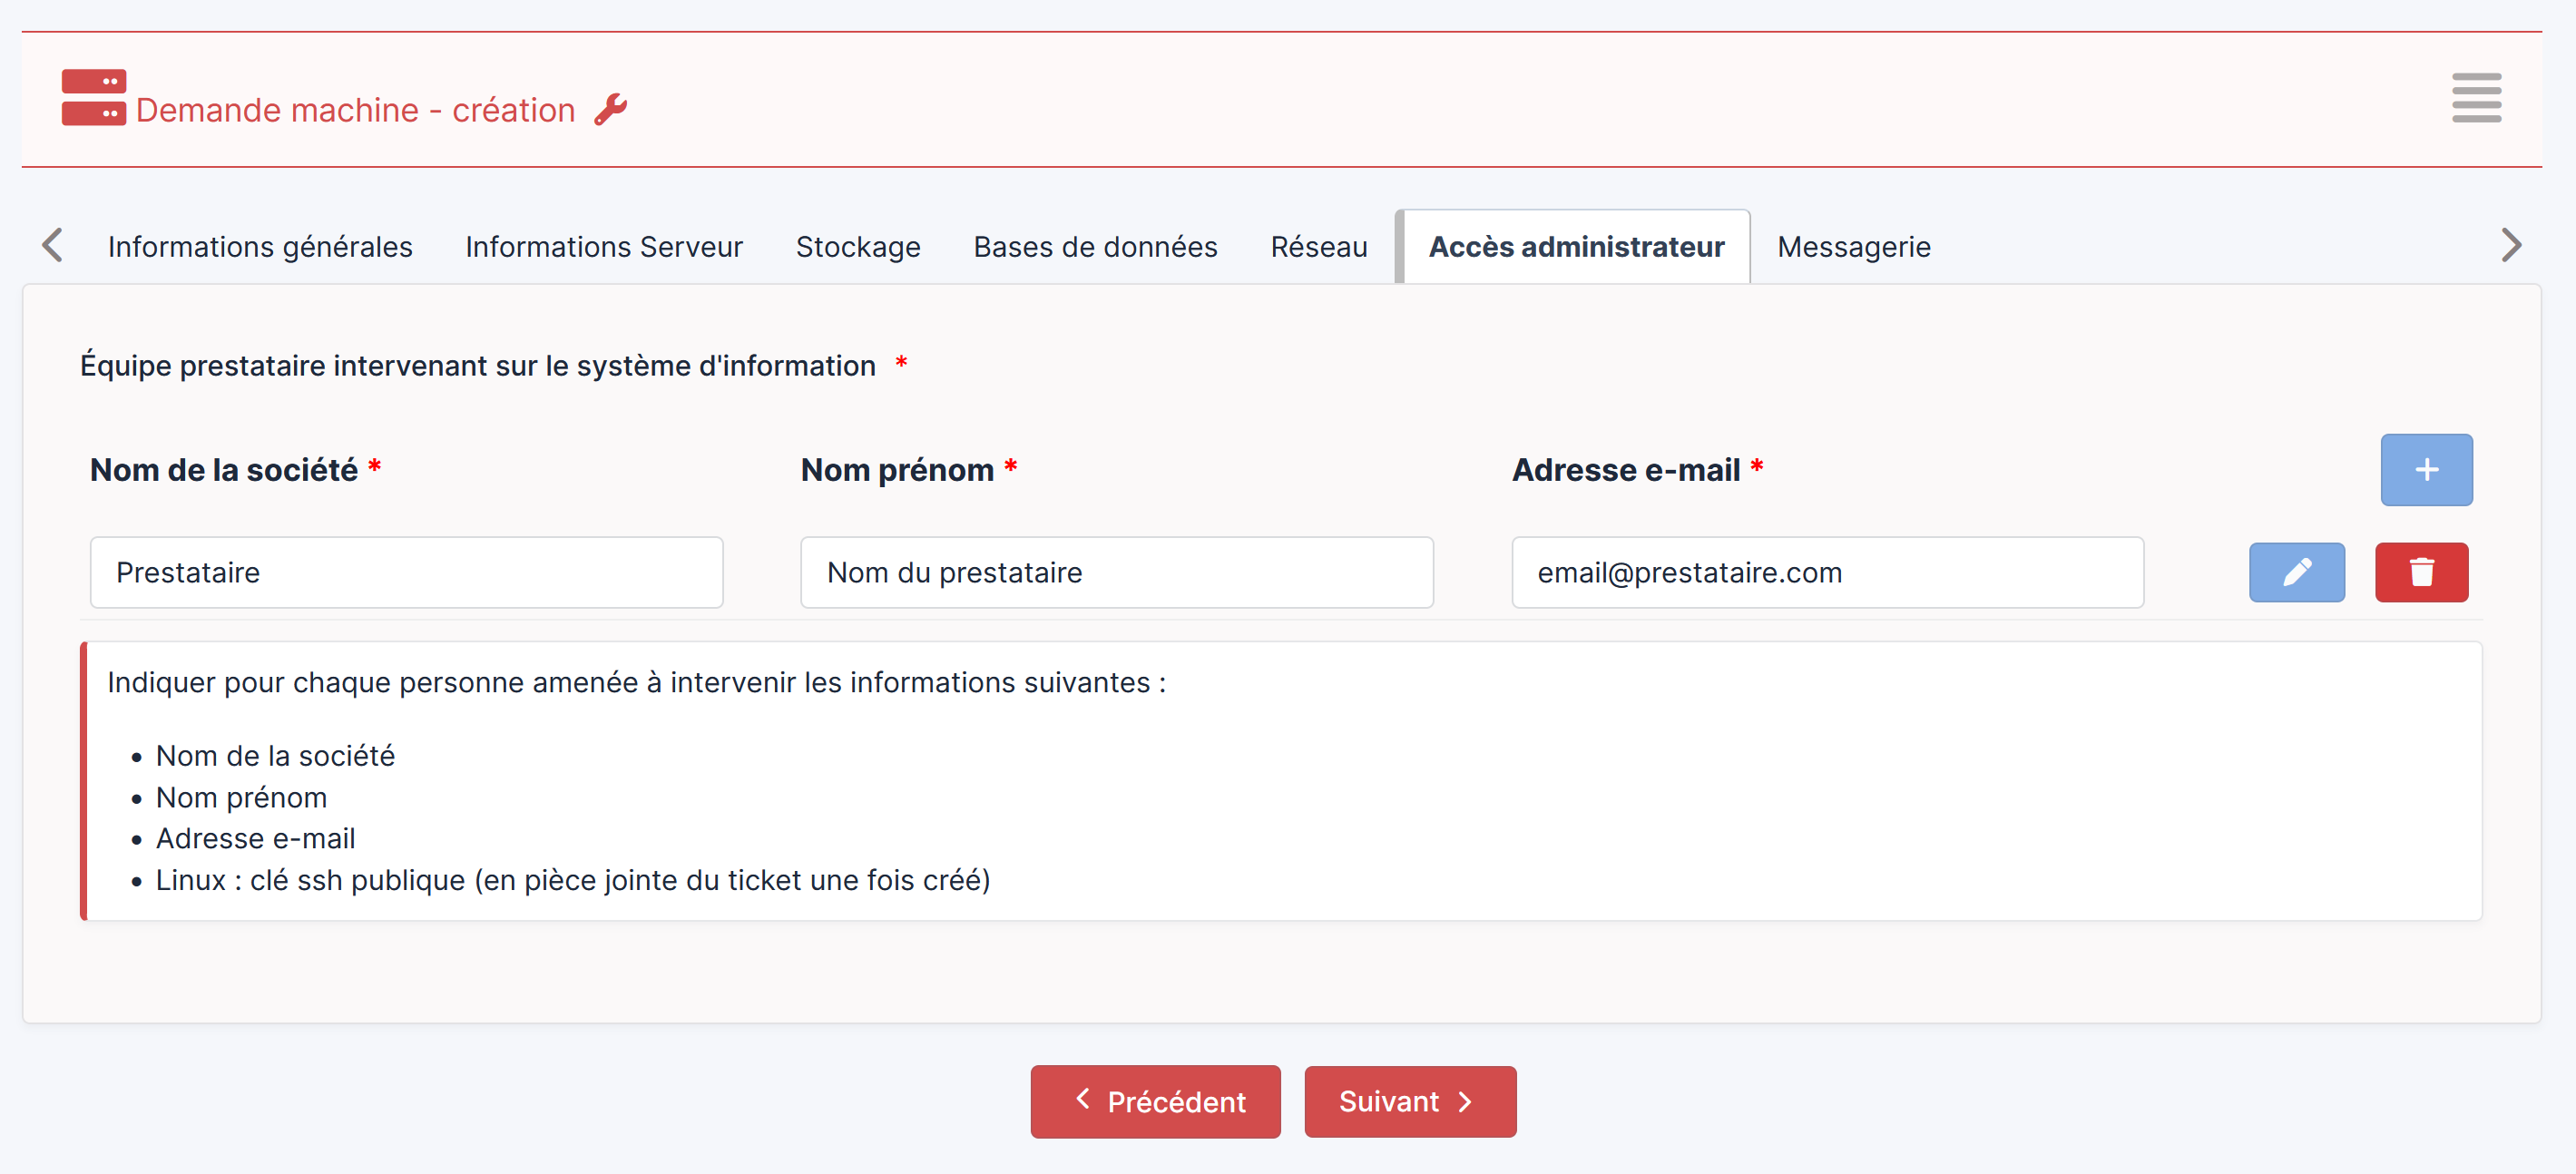 Demande machine - création
Informations générales Informations Serveur Stockage Bases de données Réseau Accès administrateur Messagerie
Équipe prestataire intervenant sur le système d'information *
Nom de la société * Nom prénom * Adresse e-mail * +
Prestataire Nom du prestataire email@prestataire.com
Indiquer pour chaque personne amenée à intervenir les informations suivantes :
• Nom de la société
• Nom prénom
• Adresse e-mail
• Linux : clé ssh publique (en pièce jointe du ticket une fois créé)
Précédent Suivant